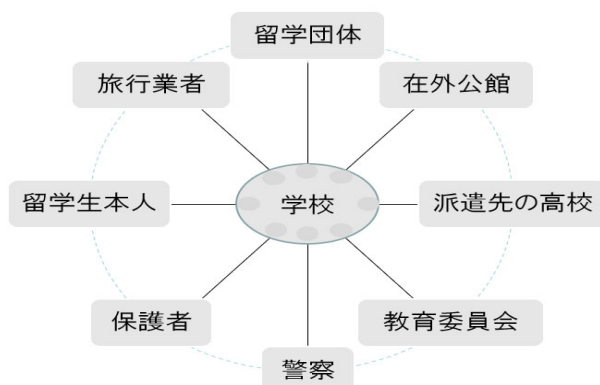 留学団体
旅行業者
在外公館
留学生本人
学校
派遣先の高校
保護者
教育委員会
警察